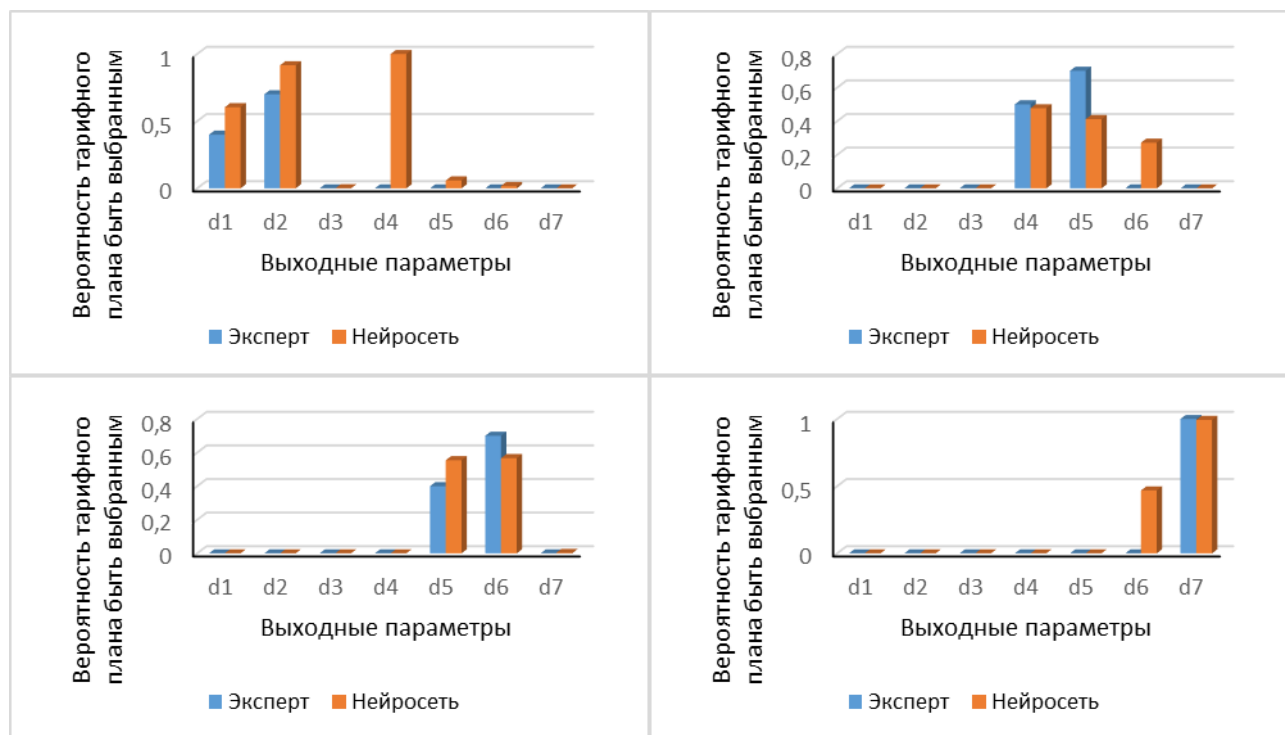 Вероятность тарифного
плана быть выбранным
1
0,5
0
d1 d2 d3 d4 d5 d6 d7
Выходные параметры
Эксперт Нейросеть
Вероятность тарифного
плана быть выбранным
0,8
0,6
0,4
0,2
0
d1 d2 d3 d4 d5 d6 d7
Выходные параметры
Эксперт Нейросеть
Вероятность тарифного
плана быть выбранным
0,8
0,6
0,4
0,2
0
d1 d2 d3 d4 d5 d6 d7
Выходные параметры
Эксперт Нейросеть
Вероятность тарифного
плана быть выбранным
1
0,5
0
d1 d2 d3 d4 d5 d6 d7
Выходные параметры
Эксперт Нейросеть